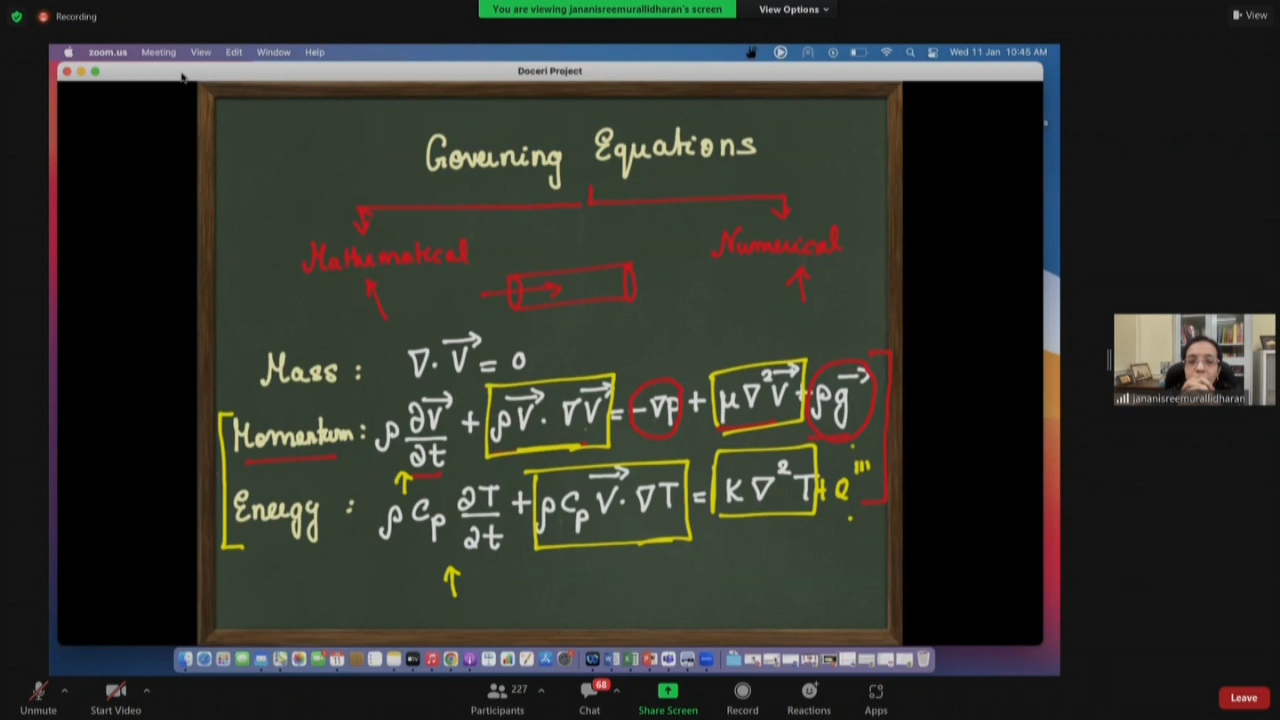 Recording
You are viewing jananisreemurallidharan's screen
View Options
View
zoom.us Meeting View Edit Window Help
Wed 11 Jan 10:45 AM
Doceri Project
Governing Equations
Mathematical
Numerical
Mass : ∇·V⃗ = 0
Momentum : ρ ∂V⃗/∂t + ρV⃗·∇V⃗ = -∇p + μ∇²V⃗ + ρg⃗
Energy : ρCp ∂T/∂t + ρCp V⃗·∇T = K∇²T + Q'''
jananisreemurallidharan
Unmute
Start Video
227
Participants
68
Chat
Share Screen
Record
Reactions
Apps
Leave